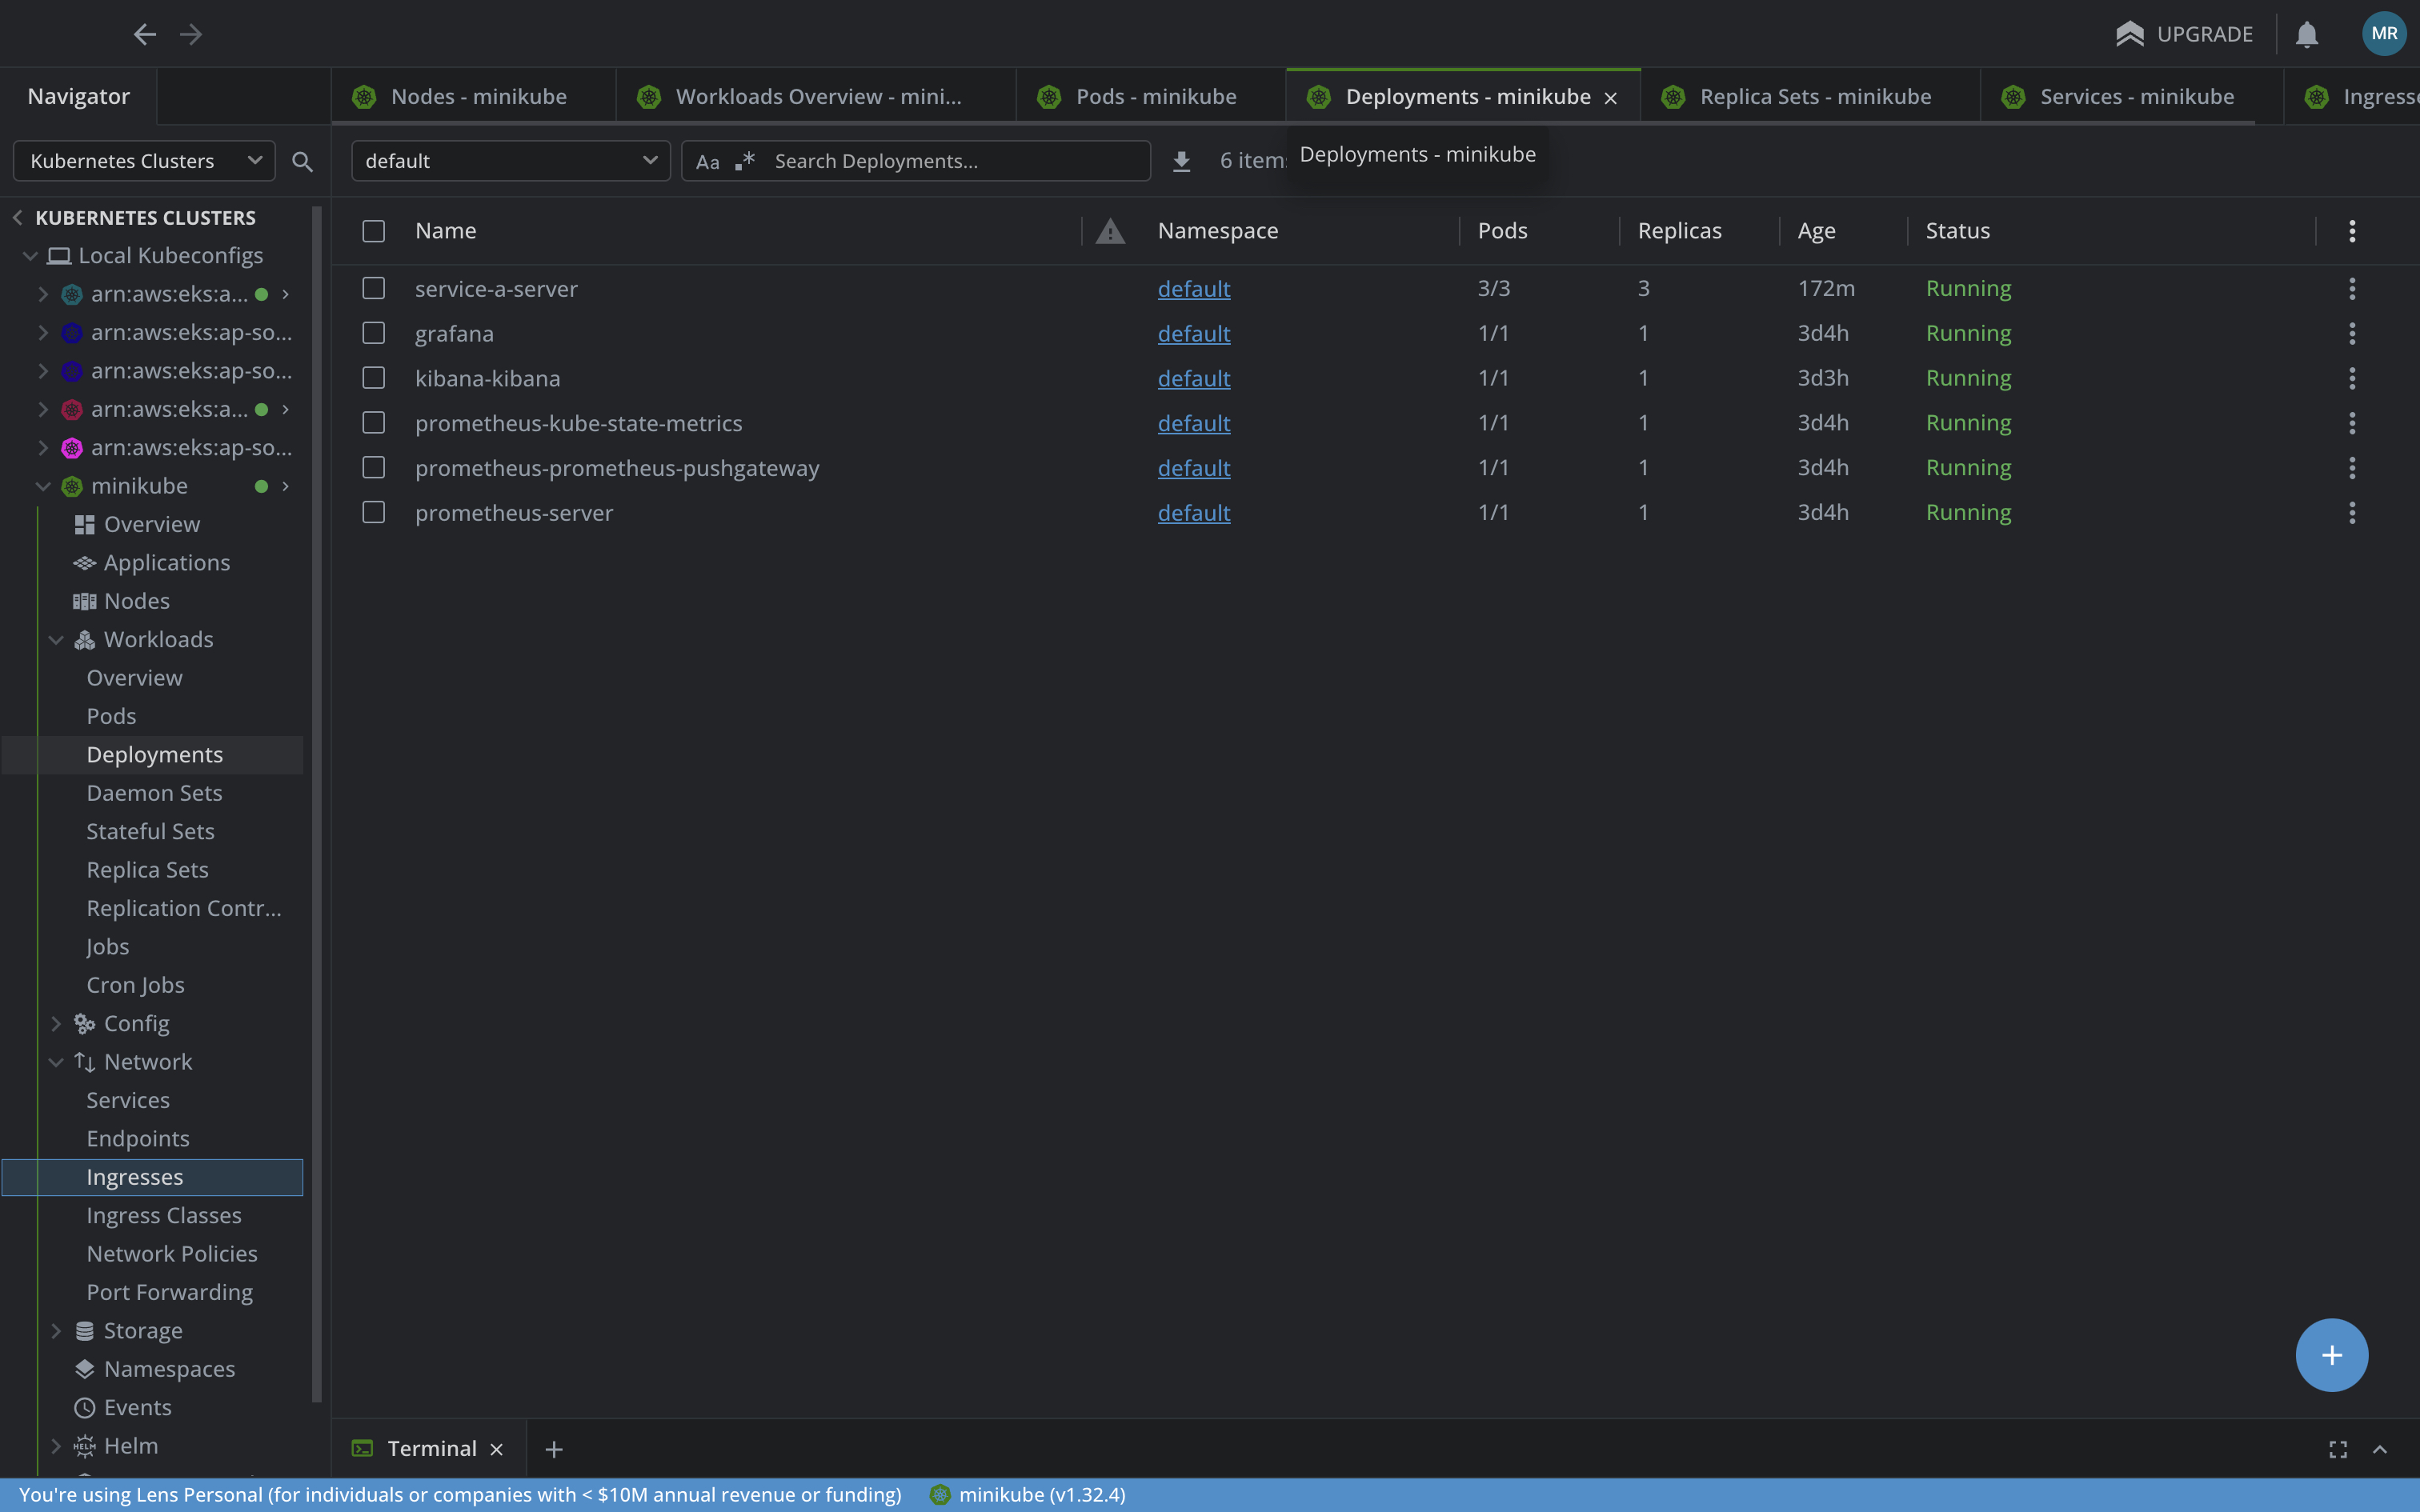 UPGRADE
MR
Navigator
Nodes - minikube
Workloads Overview - mini...
Pods - minikube
Deployments - minikube
Replica Sets - minikube
Services - minikube
Ingress
Kubernetes Clusters
default
Aa .* Search Deployments...
6 item
Deployments - minikube
KUBERNETES CLUSTERS
Local Kubeconfigs
arn:aws:eks:a...
arn:aws:eks:ap-so...
arn:aws:eks:ap-so...
arn:aws:eks:a...
arn:aws:eks:ap-so...
minikube
Overview
Applications
Nodes
Workloads
Overview
Pods
Deployments
Daemon Sets
Stateful Sets
Replica Sets
Replication Contr...
Jobs
Cron Jobs
Config
Network
Services
Endpoints
Ingresses
Ingress Classes
Network Policies
Port Forwarding
Storage
Namespaces
Events
HELM Helm
Name Namespace Pods Replicas Age Status
service-a-server default 3/3 3 172m Running
grafana default 1/1 1 3d4h Running
kibana-kibana default 1/1 1 3d3h Running
prometheus-kube-state-metrics default 1/1 1 3d4h Running
prometheus-prometheus-pushgateway default 1/1 1 3d4h Running
prometheus-server default 1/1 1 3d4h Running
Terminal
You're using Lens Personal (for individuals or companies with < $10M annual revenue or funding)
minikube (v1.32.4)